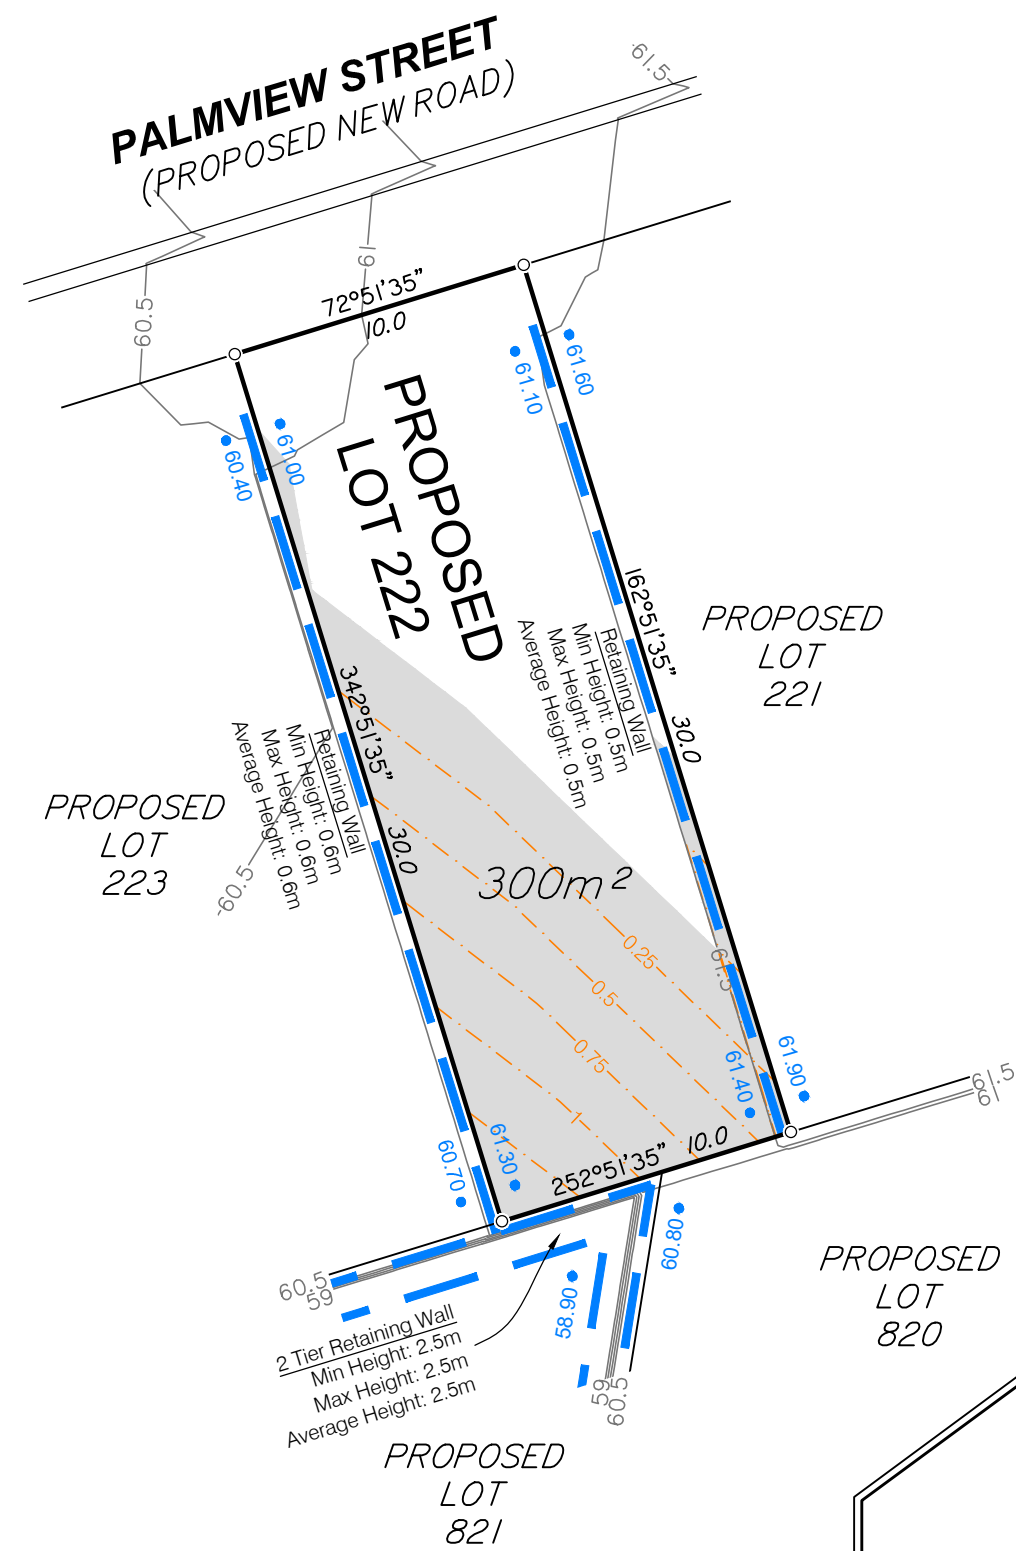 PALMVIEW STREET
(PROPOSED NEW ROAD)
61.5
60.5
61
72°51'35"
10.0
61.60
61.10
61.00
60.40
PROPOSED
LOT 222
162°51'35"
30.0
Retaining Wall
Min Height: 0.5m
Max Height: 0.5m
Average Height: 0.5m
PROPOSED
LOT
221
342°51'35"
30.0
Retaining Wall
Min Height: 0.6m
Max Height: 0.6m
Average Height: 0.6m
PROPOSED
LOT
223
60.5
300m²
0.25
0.5
0.75
1
61.5
61.90
61.40
61.5
61
61.30
60.70
252°51'35"
10.0
60.80
58.90
60.5
59
2 Tier Retaining Wall
Min Height: 2.5m
Max Height: 2.5m
Average Height: 2.5m
59
60.5
PROPOSED
LOT
820
PROPOSED
LOT
821